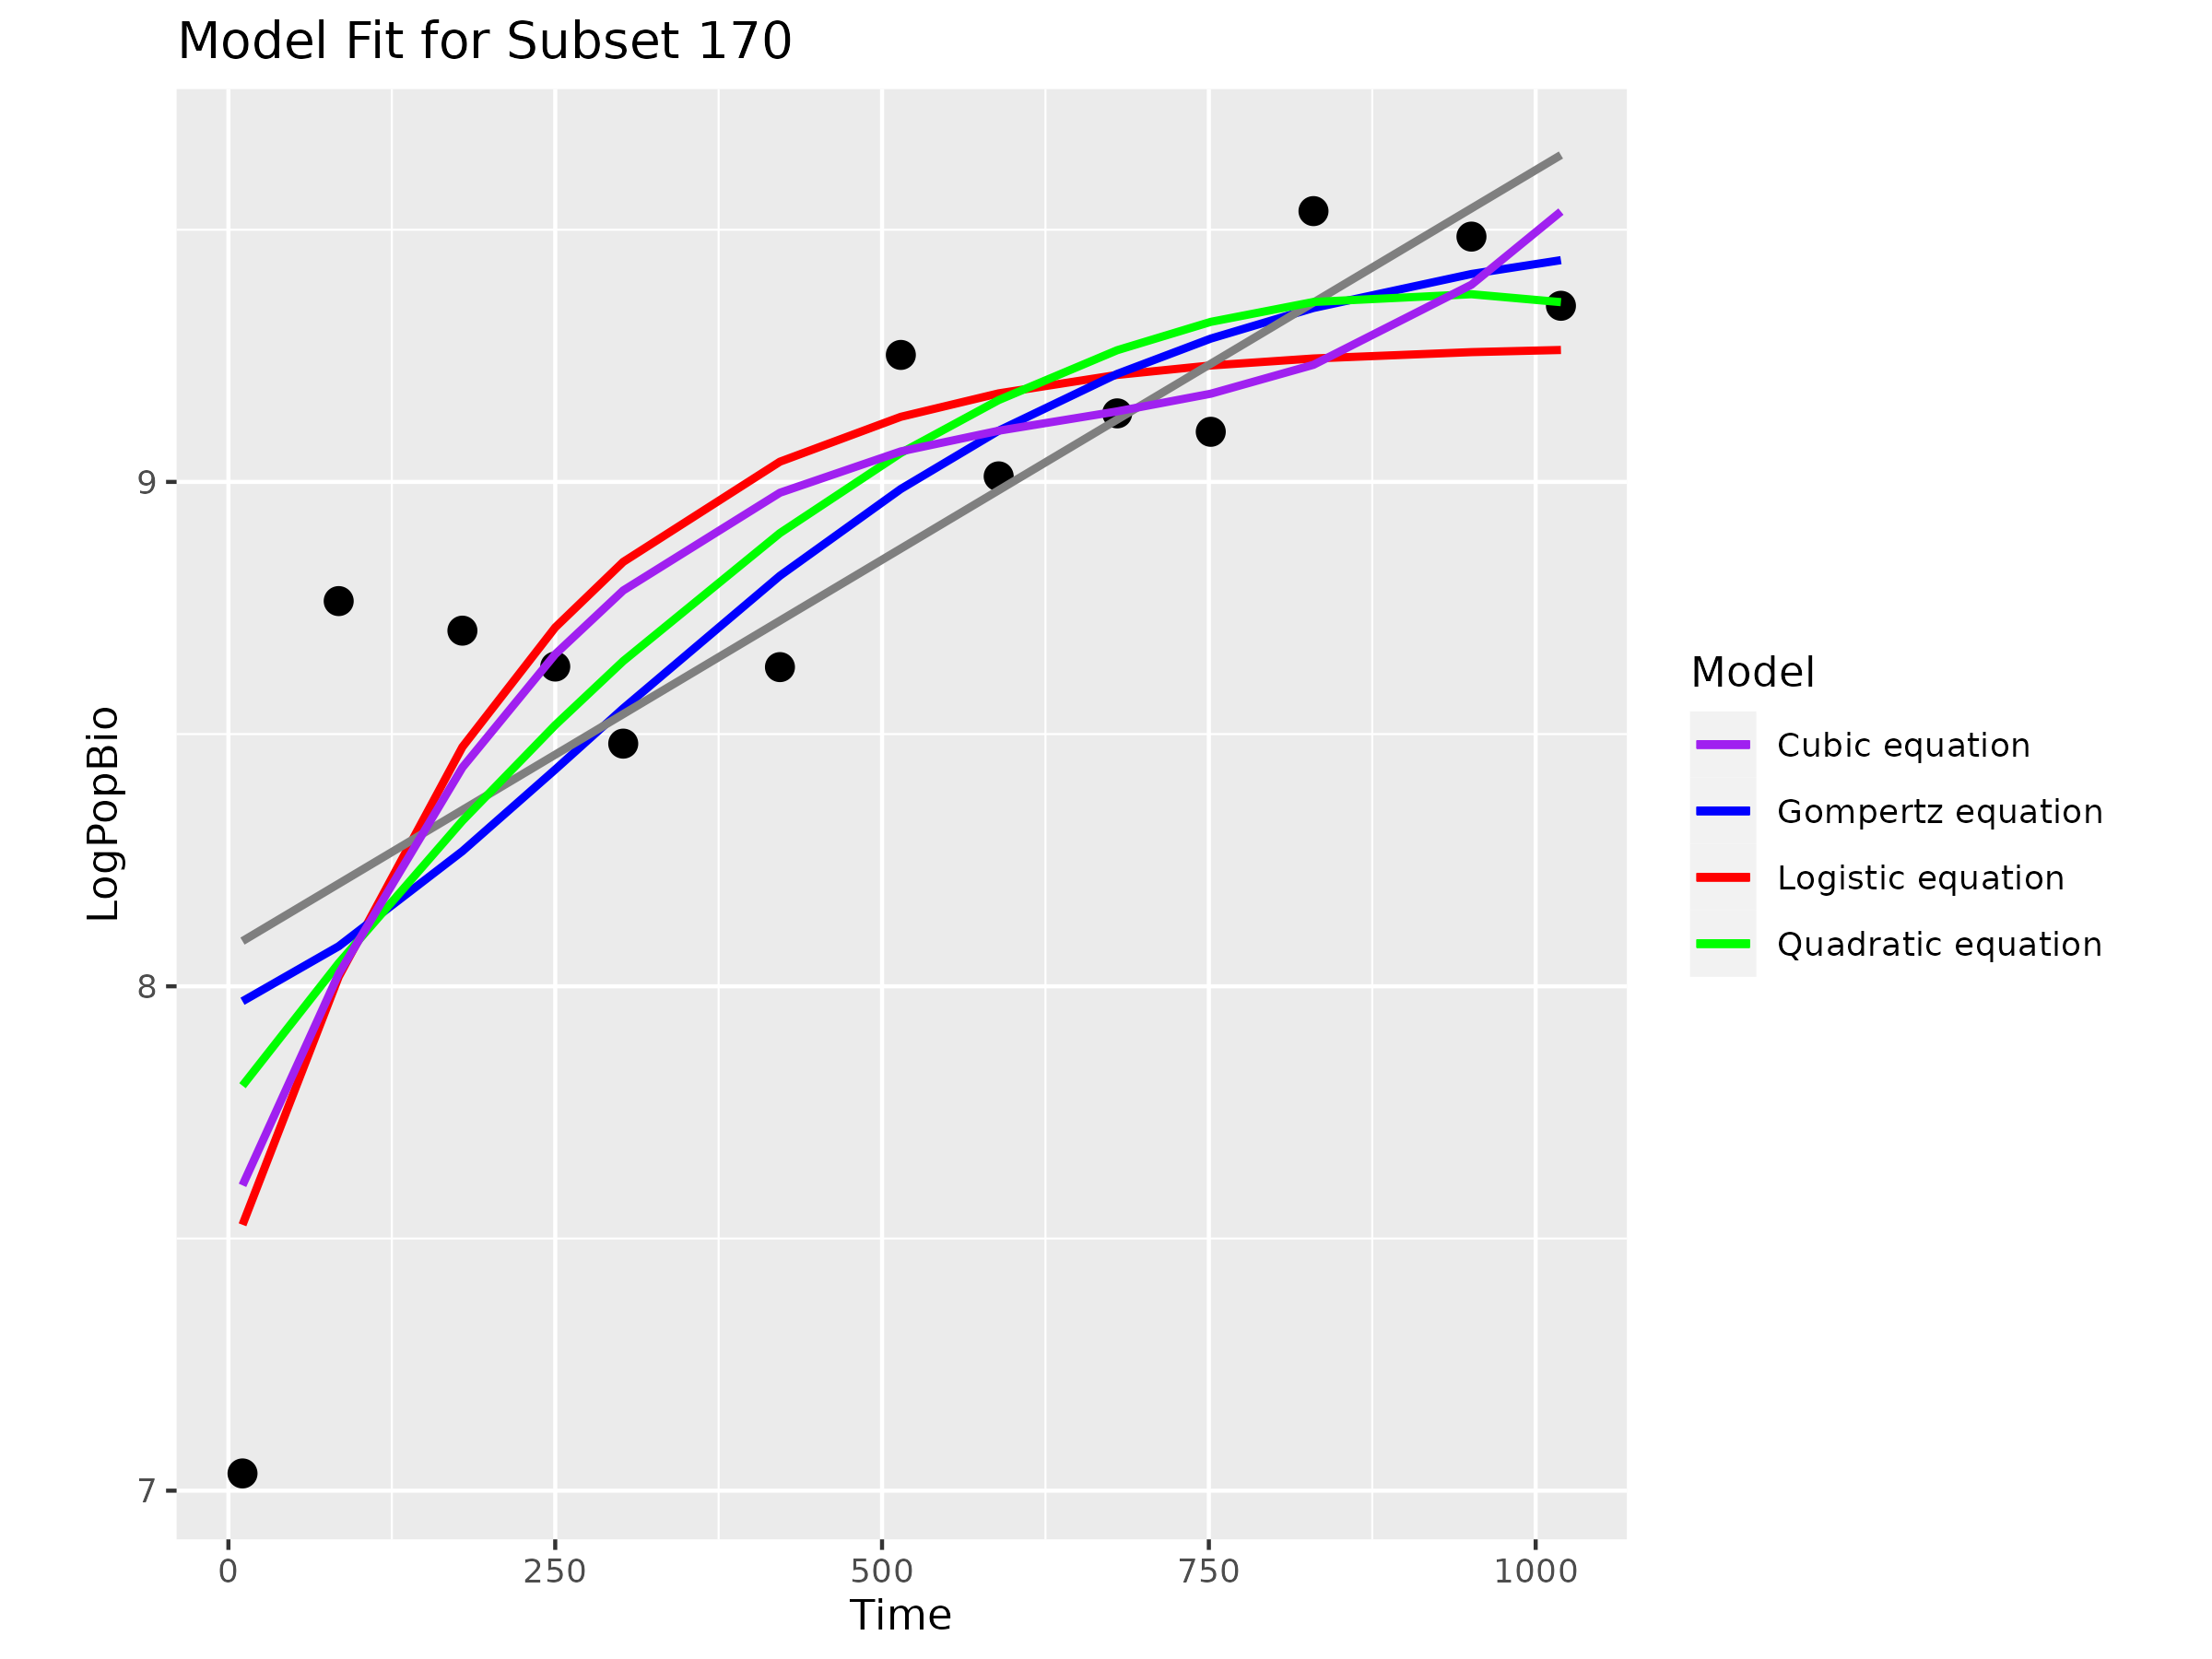 Model Fit for Subset 170
LogPopBio
9
8
7
0 250 500 750 1000
Time
Model
Cubic equation
Gompertz equation
Logistic equation
Quadratic equation